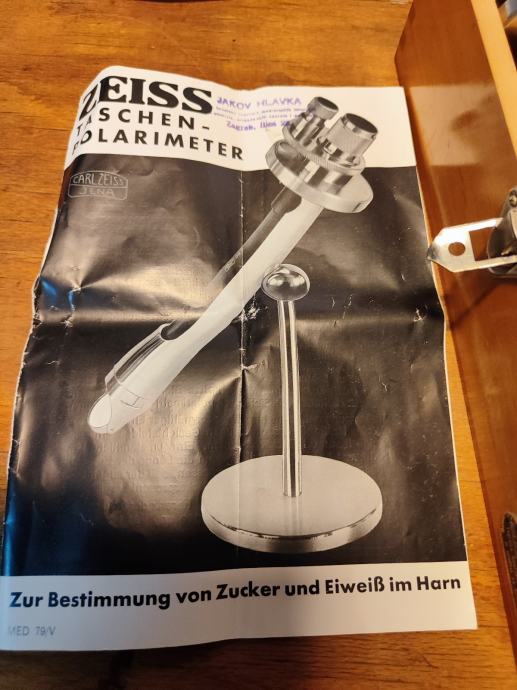 ZEISS
TASCHEN-
POLARIMETER
JAKOV HLAVKA
Zagreb, Ilica
CARL ZEISS
JENA
Zur Bestimmung von Zucker und Eiweiß im Harn
MED 79/V